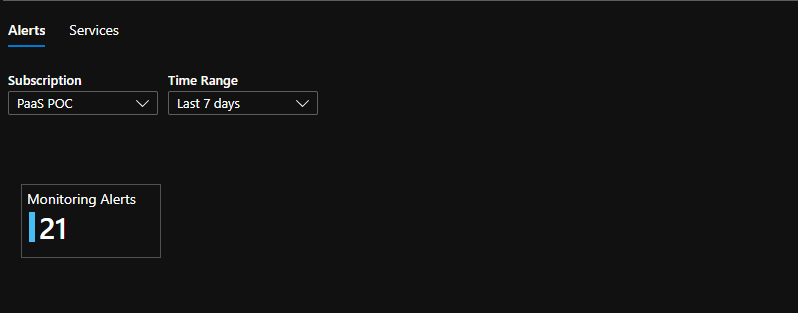 Alerts Services
Subscription Time Range
PaaS POC Last 7 days
Monitoring Alerts
21